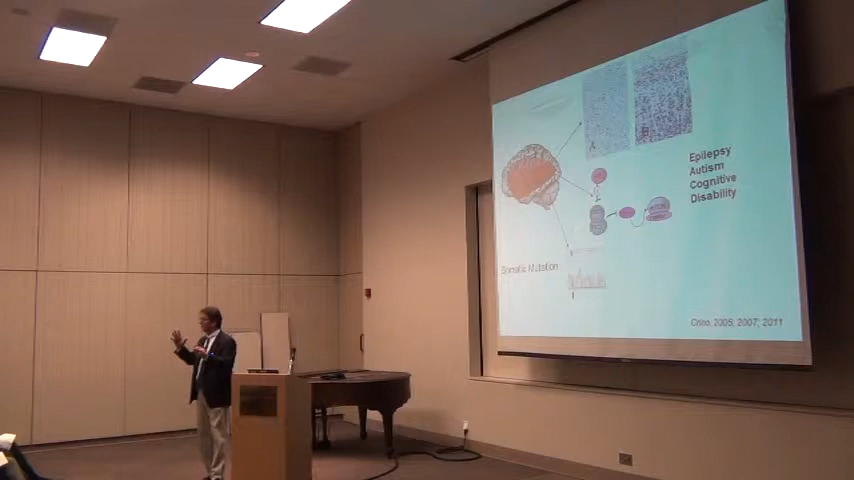 A
B
Epilepsy
Autism
Cognitive
Disability
Somatic Mutation
Crino, 2005; 2007; 2011